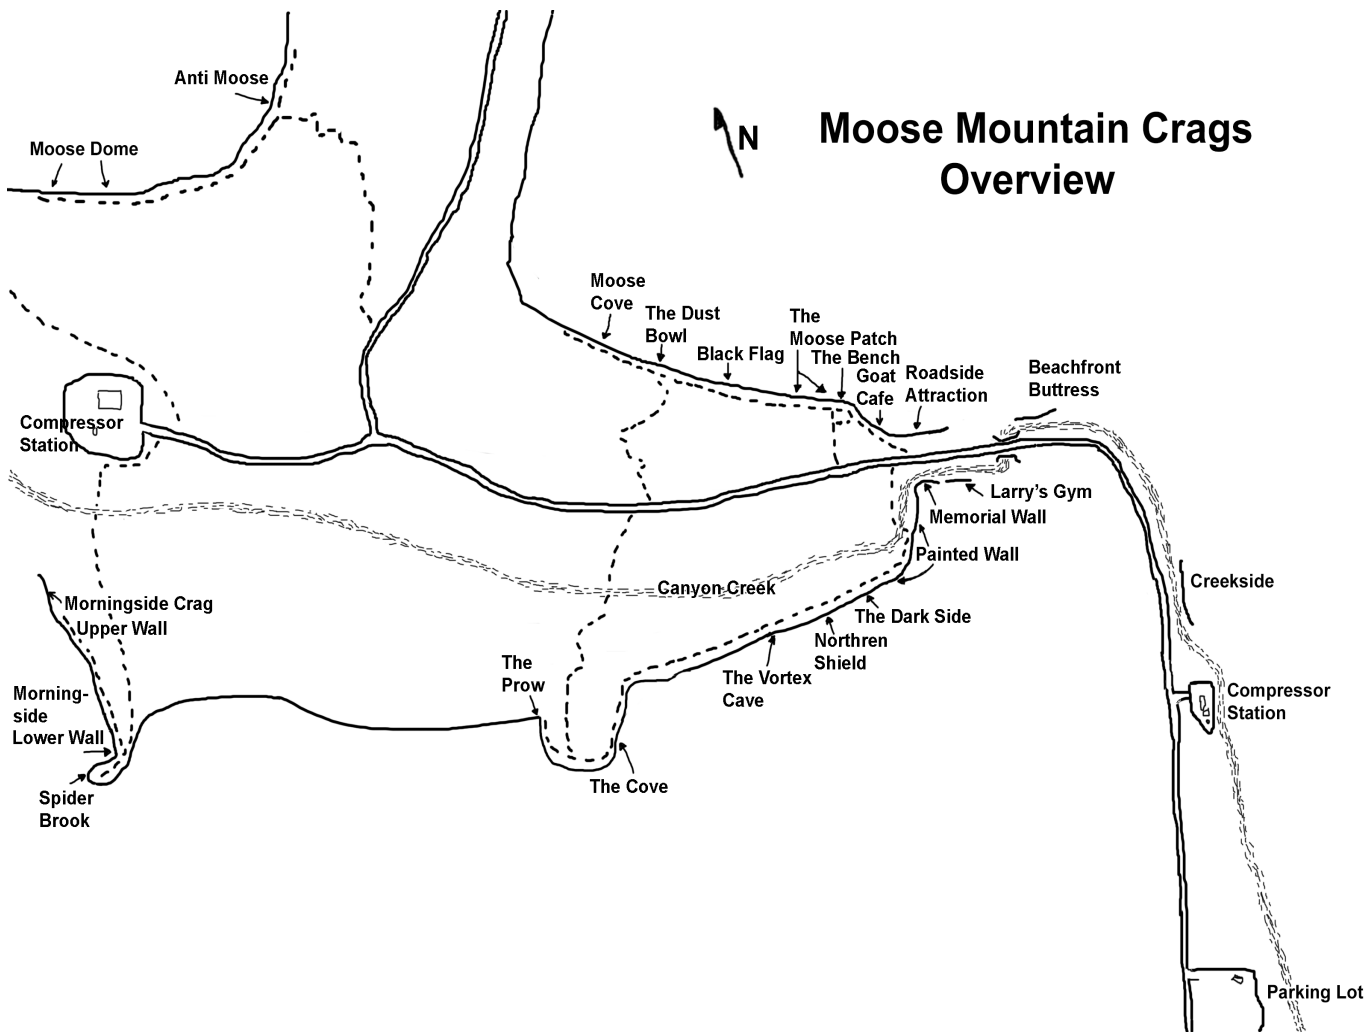 Moose Mountain Crags
Overview
N
Anti Moose
Moose Dome
Moose
Cove
The Dust
Bowl
Black Flag
The
Moose Patch
The Bench
Goat
Cafe
Roadside
Attraction
Beachfront
Buttress
Compressor
Station
Larry's Gym
Memorial Wall
Painted Wall
Canyon Creek
Creekside
Morningside Crag
Upper Wall
The Dark Side
Northren
Shield
The Vortex
Cave
The
Prow
Morning-
side
Lower Wall
Compressor
Station
The Cove
Spider
Brook
Parking Lot